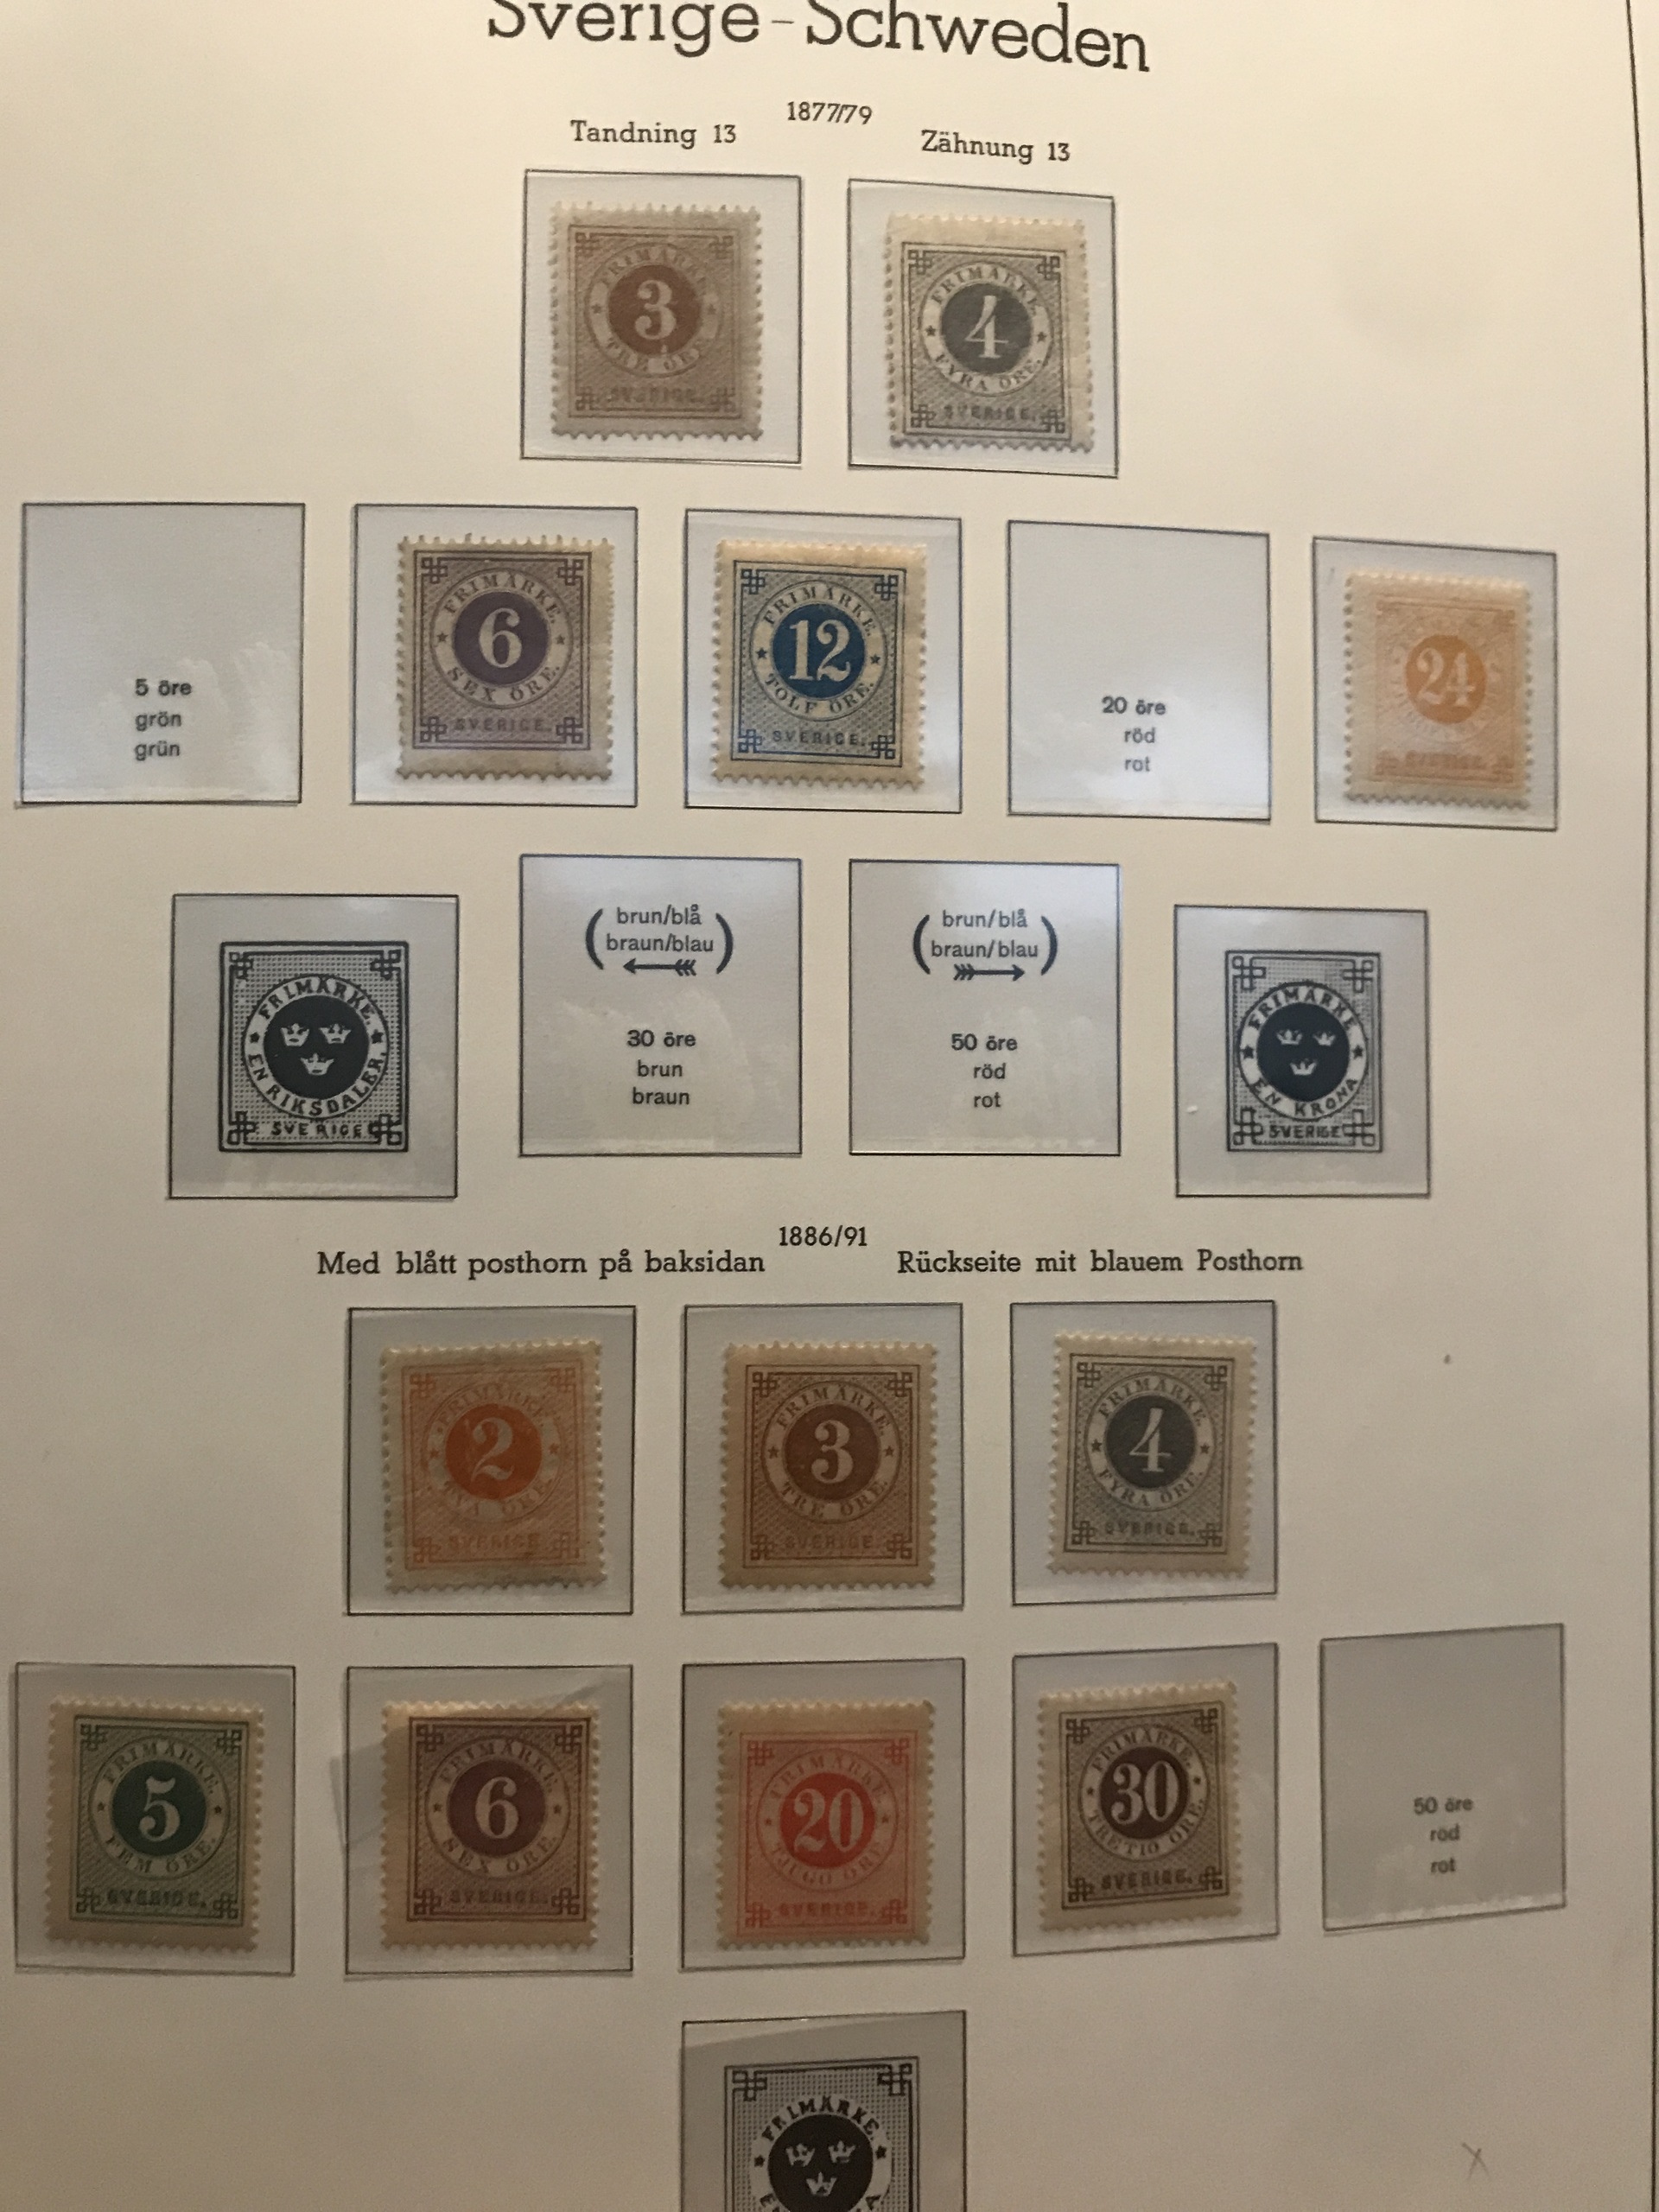 Sverige - Schweden
1877/79
Tandning 13
Zähnung 13
FRIMÄRKE
3
TRE ÖRE
SVERIGE.
FRIMÄRKE
4
FYRA ÖRE.
SVERIGE.
5 öre
grön
grün
FRIMÄRKE.
6
SEX ÖRE.
SVERIGE.
FRIMÄRKE.
12
TOLF ÖRE.
SVERIGE.
20 öre
röd
rot
24
SVERIGE.
FRIMÄRKE.
EN RIKSDALER.
SVERIGE
(brun/blå
braun/blau)
30 öre
brun
braun
(brun/blå
braun/blau)
50 öre
röd
rot
FRIMÄRKE
EN KRONA
SVERIGE
1886/91
Med blått posthorn på baksidan
Rückseite mit blauem Posthorn
FRIMÄRKE
2
TVÅ ÖRE
SVERIGE
FRIMÄRKE.
3
TRE ÖRE.
SVERIGE.
FRIMÄRKE
4
FYRA ÖRE.
SVERIGE.
FRIMÄRKE.
5
FEM ÖRE.
SVERIGE.
FRIMÄRKE.
6
SEX ÖRE.
SVERIGE.
FRIMÄRKE
20
TJUGO ÖRE
SVERIGE.
FRIMÄRKE.
30
TRETIO ÖRE.
SVERIGE.
50 öre
röd
rot
FRIMÄRKE.
X